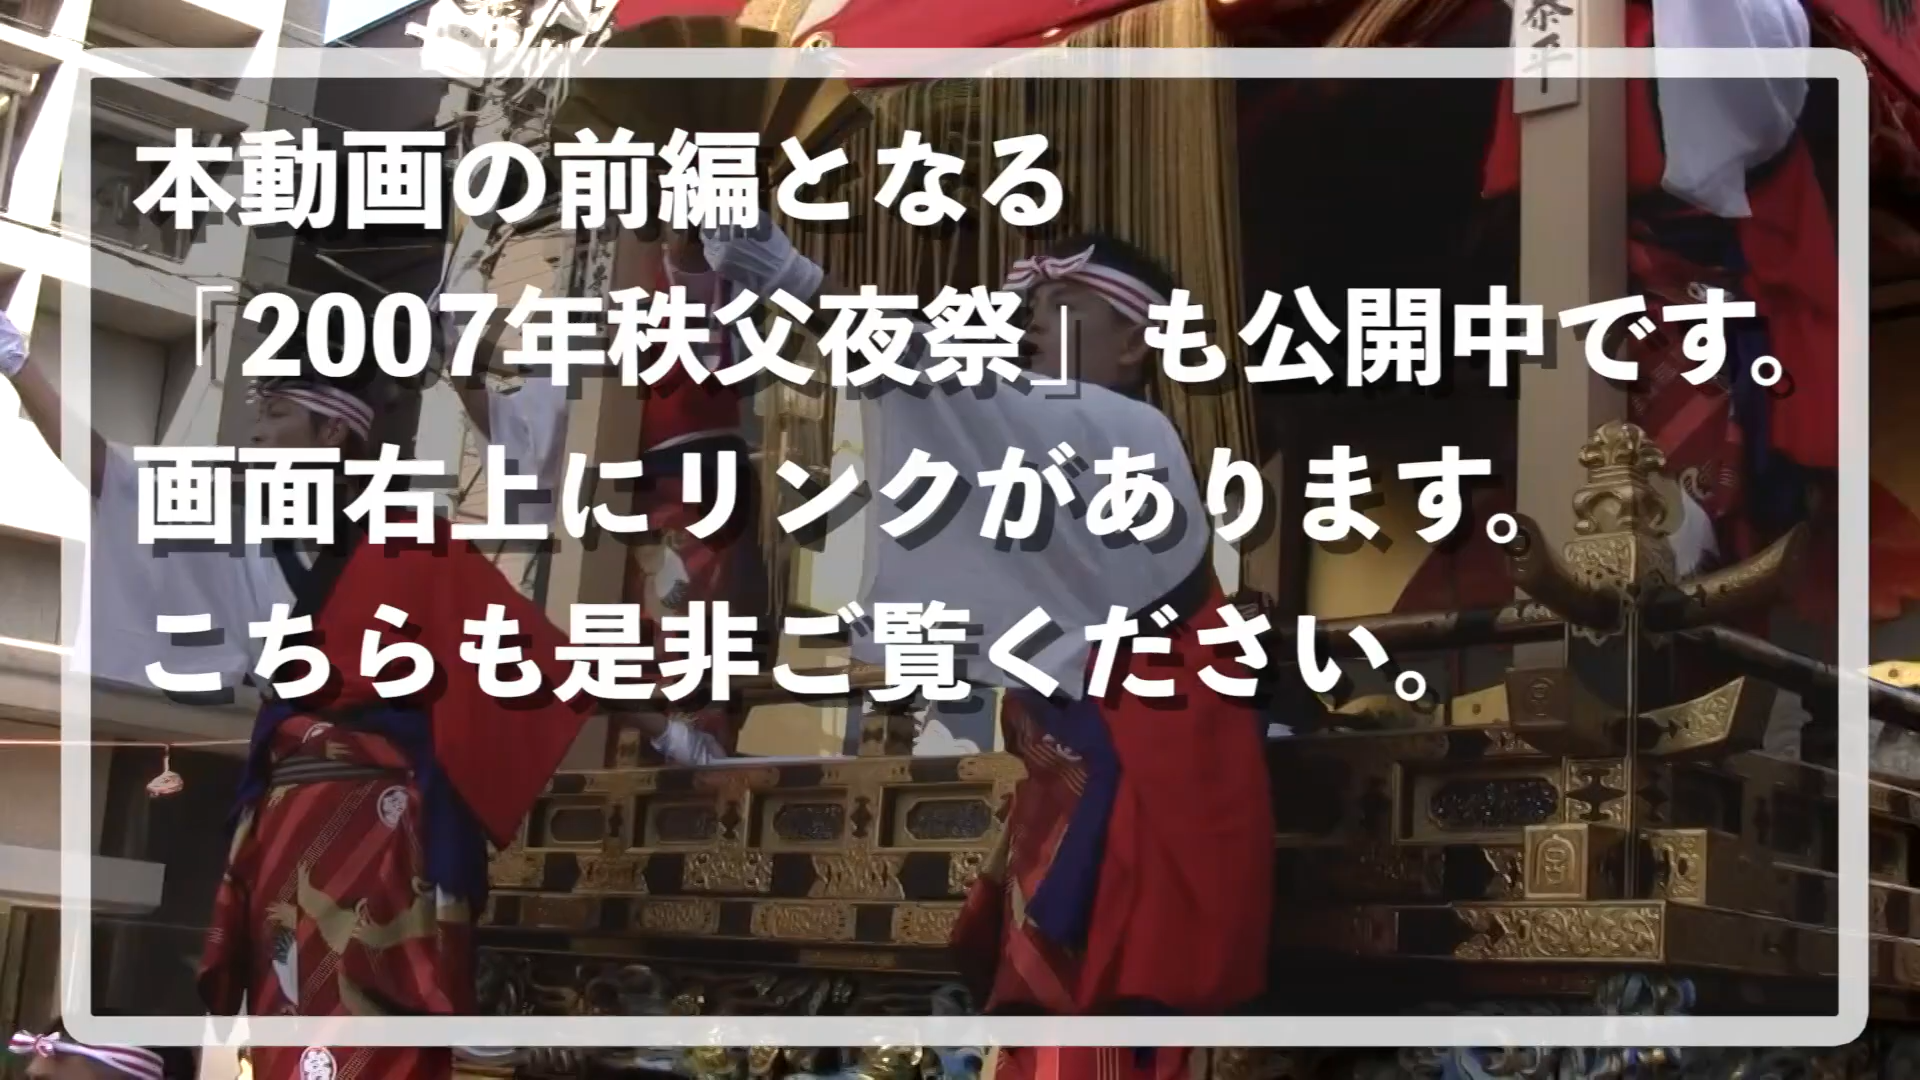 泰平
本動画の前編となる
「2007年秩父夜祭」も公開中です。
画面右上にリンクがあります。
こちらも是非ご覧ください。